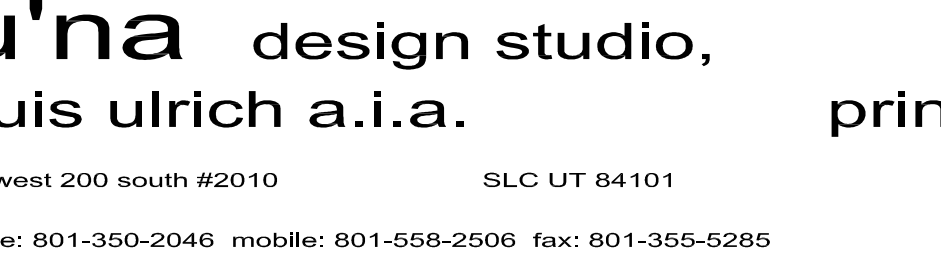 u'na design studio,
uis ulrich a.i.a. prin
west 200 south #2010 SLC UT 84101
e: 801-350-2046 mobile: 801-558-2506 fax: 801-355-5285